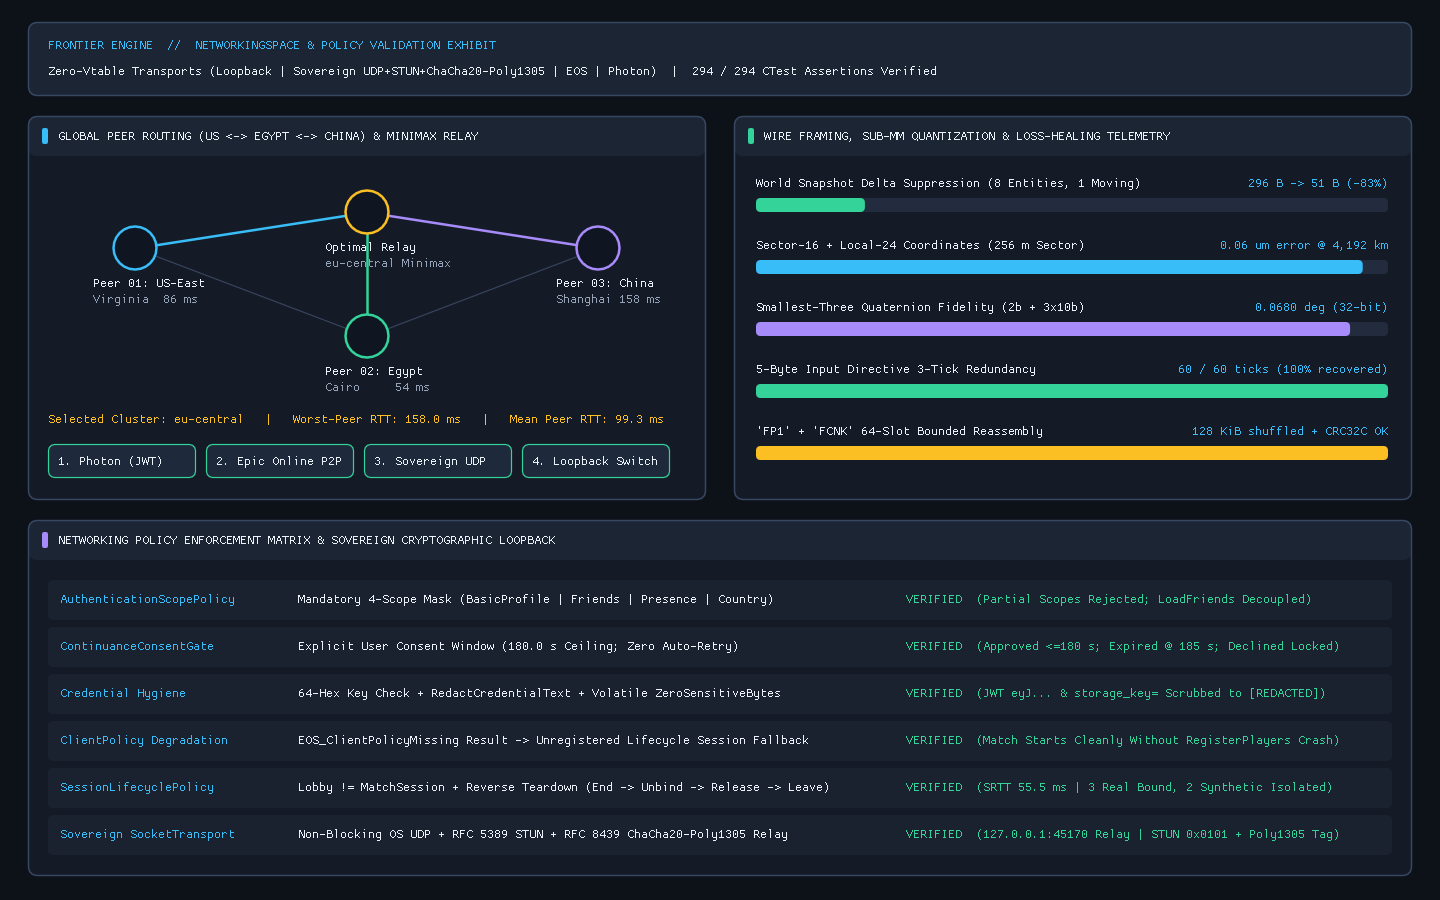 FRONTIER ENGINE  //  NETWORKINGSPACE & POLICY VALIDATION EXHIBIT
Zero-Vtable Transports (Loopback | Sovereign UDP+STUN+ChaCha20-Poly1305 | EOS | Photon)  |  294 / 294 CTest Assertions Verified
GLOBAL PEER ROUTING (US <-> EGYPT <-> CHINA) & MINIMAX RELAY
Optimal Relay
eu-central Minimax
Peer 01: US-East
Virginia  86 ms
Peer 03: China
Shanghai 158 ms
Peer 02: Egypt
Cairo     54 ms
Selected Cluster: eu-central   |   Worst-Peer RTT: 158.0 ms   |   Mean Peer RTT: 99.3 ms
1. Photon (JWT)
2. Epic Online P2P
3. Sovereign UDP
4. Loopback Switch
WIRE FRAMING, SUB-MM QUANTIZATION & LOSS-HEALING TELEMETRY
World Snapshot Delta Suppression (8 Entities, 1 Moving)
296 B -> 51 B (-83%)
Sector-16 + Local-24 Coordinates (256 m Sector)
0.06 um error @ 4,192 km
Smallest-Three Quaternion Fidelity (2b + 3x10b)
0.0680 deg (32-bit)
5-Byte Input Directive 3-Tick Redundancy
60 / 60 ticks (100% recovered)
'FP1' + 'FCNK' 64-Slot Bounded Reassembly
128 KiB shuffled + CRC32C OK
NETWORKING POLICY ENFORCEMENT MATRIX & SOVEREIGN CRYPTOGRAPHIC LOOPBACK
AuthenticationScopePolicy
Mandatory 4-Scope Mask (BasicProfile | Friends | Presence | Country)
VERIFIED  (Partial Scopes Rejected; LoadFriends Decoupled)
ContinuanceConsentGate
Explicit User Consent Window (180.0 s Ceiling; Zero Auto-Retry)
VERIFIED  (Approved <=180 s; Expired @ 185 s; Declined Locked)
Credential Hygiene
64-Hex Key Check + RedactCredentialText + Volatile ZeroSensitiveBytes
VERIFIED  (JWT eyJ... & storage_key= Scrubbed to [REDACTED])
ClientPolicy Degradation
EOS_ClientPolicyMissing Result -> Unregistered Lifecycle Session Fallback
VERIFIED  (Match Starts Cleanly Without RegisterPlayers Crash)
SessionLifecyclePolicy
Lobby != MatchSession + Reverse Teardown (End -> Unbind -> Release -> Leave)
VERIFIED  (SRTT 55.5 ms | 3 Real Bound, 2 Synthetic Isolated)
Sovereign SocketTransport
Non-Blocking OS UDP + RFC 5389 STUN + RFC 8439 ChaCha20-Poly1305 Relay
VERIFIED  (127.0.0.1:45170 Relay | STUN 0x0101 + Poly1305 Tag)